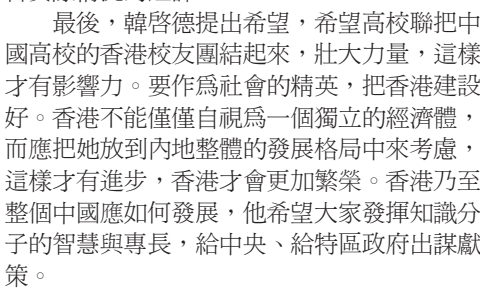 最後，韓啓德提出希望，希望高校聯把中
國高校的香港校友團結起來，壯大力量，這樣
才有影響力。要作爲社會的精英，把香港建設
好。香港不能僅僅自視爲一個獨立的經濟體，
而應把她放到內地整體的發展格局中來考慮，
這樣才有進步，香港才會更加繁榮。香港乃至
整個中國應如何發展，他希望大家發揮知識分
子的智慧與專長，給中央、給特區政府出謀獻
策。